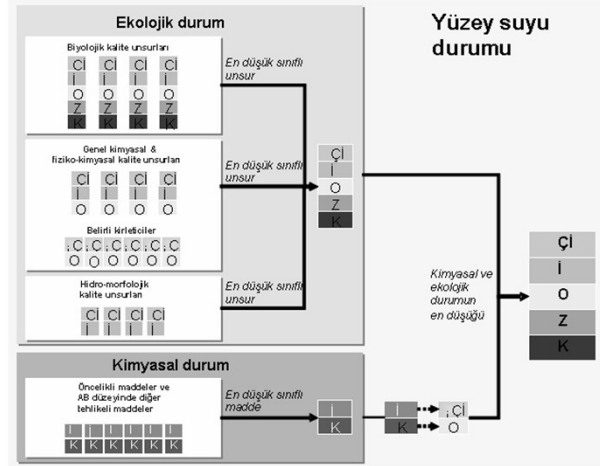 Ekolojik durum
Yüzey suyu
durumu
Biyolojik kalite unsurları
Çİ Çİ Çİ Çİ
İ İ İ İ
O O O O
Z Z Z Z
K K K K
En düşük sınıflı
unsur
Genel kimyasal &
fiziko-kimyasal kalite unsurları
Çİ Çİ Çİ Çİ
İ İ İ İ
O O O O
En düşük sınıflı
unsur
Çİ
İ
O
Z
K
Belirli kirleticiler
O O O O O O
Hidro-morfolojik
kalite unsurları
Çİ Çİ Çİ Çİ
İ İ İ İ
En düşük sınıflı
unsur
Kimyasal ve
ekolojik
durumun
en düşüğü
Çİ
İ
O
Z
K
Kimyasal durum
Öncelikli maddeler ve
AB düzeyinde diğer
tehlikeli maddeler
İ İ İ İ İ İ
K K K K K K
En düşük sınıflı
madde
İ
K
İ
K
Çİ
O